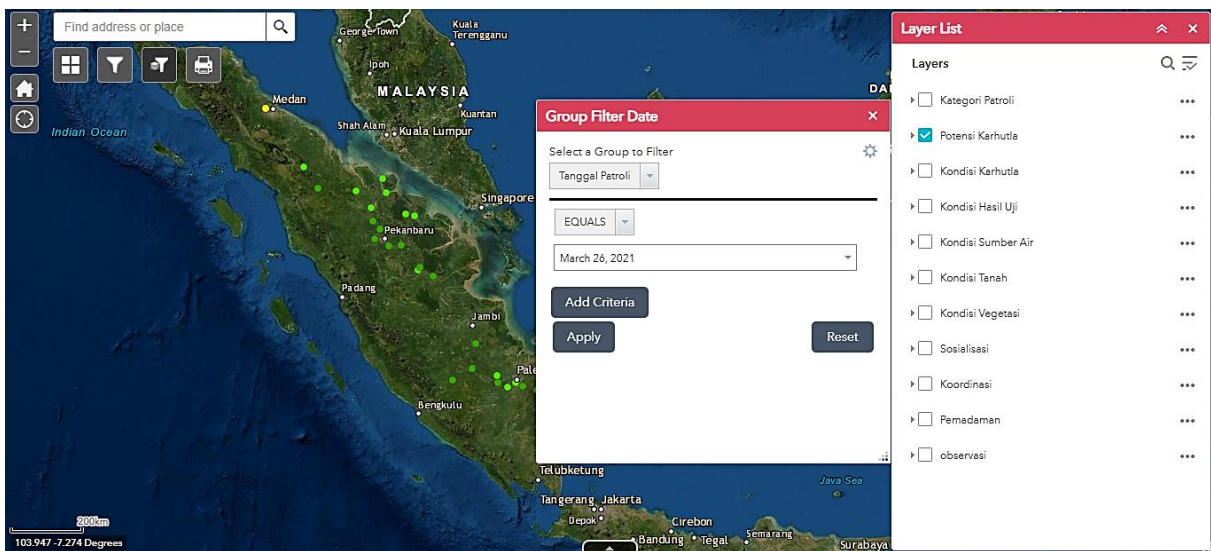 Find address or place
George Town
Kuala
Terengganu
Ipoh
MALAYSIA
Medan
Kuantan
Shah Alam
Kuala Lumpur
Indian Ocean
Singapore
Pekanbaru
Padang
Jambi
Bengkulu
Telubketung
Java Sea
Tangerang
Jakarta
Depok
Cirebon
Bandung
Tegal
Semarang
Surabaya
200km
103.947 -7.274 Degrees
Group Filter Date
Select a Group to Filter
Tanggal Patroli
EQUALS
March 26, 2021
Add Criteria
Apply
Reset
Layer List
Layers
Kategori Patroli
Potensi Karhutla
Kondisi Karhutla
Kondisi Hasil Uji
Kondisi Sumber Air
Kondisi Tanah
Kondisi Vegetasi
Sosialisasi
Koordinasi
Pemadaman
observasi